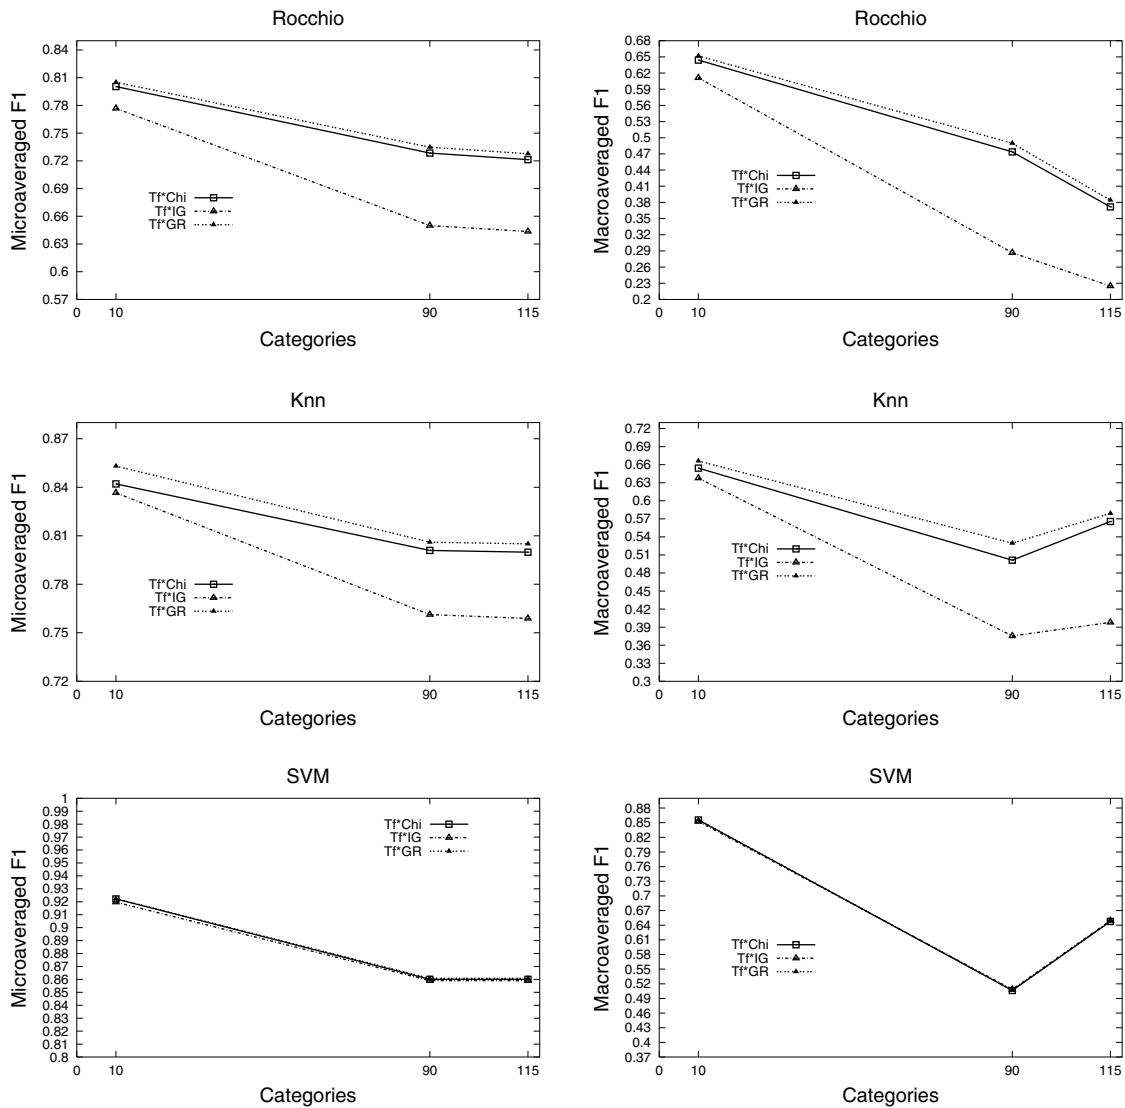 Rocchio
Microaveraged F1
0.84
0.81
0.78
0.75
0.72
0.69
0.66
0.63
0.6
0.57
Tf*Chi
Tf*IG
Tf*GR
0 10 90 115
Categories
Rocchio
Macroaveraged F1
0.68
0.65
0.62
0.59
0.56
0.53
0.5
0.47
0.44
0.41
0.38
0.35
0.32
0.29
0.26
0.23
0.2
Tf*Chi
Tf*IG
Tf*GR
0 10 90 115
Categories
Knn
Microaveraged F1
0.87
0.84
0.81
0.78
0.75
0.72
Tf*Chi
Tf*IG
Tf*GR
0 10 90 115
Categories
Knn
Macroaveraged F1
0.72
0.69
0.66
0.63
0.6
0.57
0.54
0.51
0.48
0.45
0.42
0.39
0.36
0.33
0.3
Tf*Chi
Tf*IG
Tf*GR
0 10 90 115
Categories
SVM
Microaveraged F1
1
0.99
0.98
0.97
0.96
0.95
0.94
0.93
0.92
0.91
0.9
0.89
0.88
0.87
0.86
0.85
0.84
0.83
0.82
0.81
0.8
Tf*Chi
Tf*IG
Tf*GR
0 10 90 115
Categories
SVM
Macroaveraged F1
0.88
0.85
0.82
0.79
0.76
0.73
0.7
0.67
0.64
0.61
0.58
0.55
0.52
0.49
0.46
0.43
0.4
0.37
Tf*Chi
Tf*IG
Tf*GR
0 10 90 115
Categories